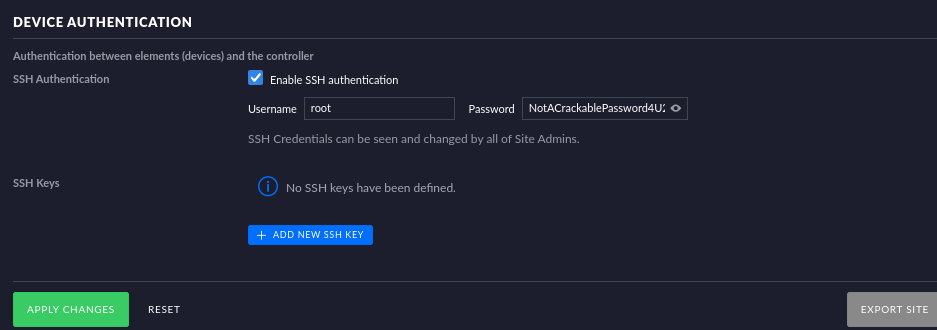 DEVICE AUTHENTICATION
Authentication between elements (devices) and the controller
SSH Authentication
Enable SSH authentication
Username root Password NotACrackablePassword4U2
SSH Credentials can be seen and changed by all of Site Admins.
SSH Keys
No SSH keys have been defined.
+ ADD NEW SSH KEY
APPLY CHANGES RESET EXPORT SITE